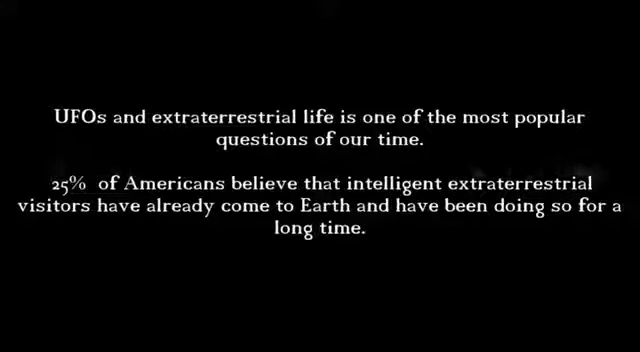 UFOs and extraterrestrial life is one of the most popular
questions of our time.
25% of Americans believe that intelligent extraterrestrial
visitors have already come to Earth and have been doing so for a
long time.